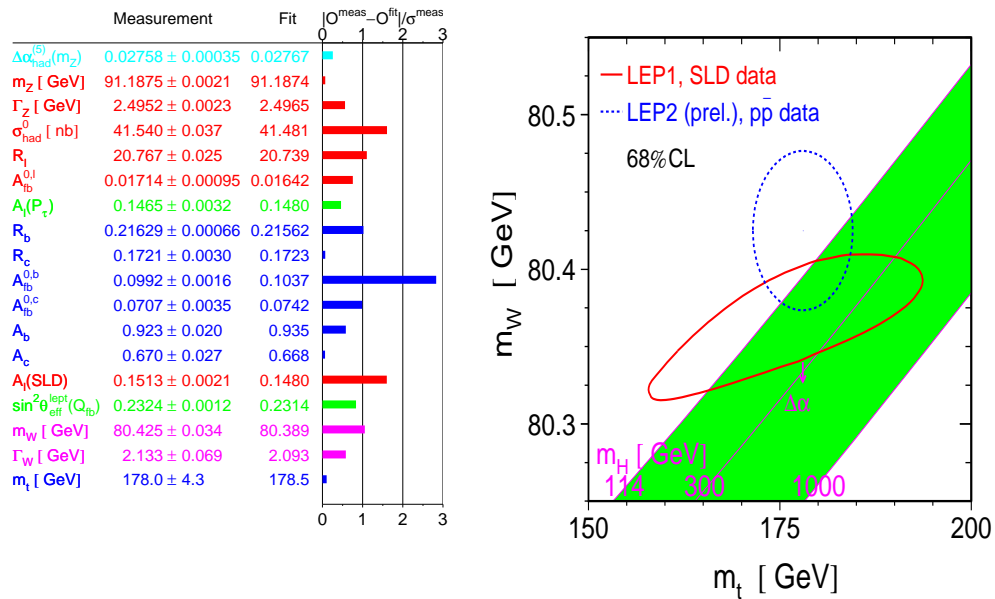 Measurement Fit |O^meas−O^fit|/σ^meas
0 1 2 3
Δα_had^(5)(m_Z) 0.02758 ± 0.00035 0.02767
m_Z [ GeV] 91.1875 ± 0.0021 91.1874
Γ_Z [ GeV] 2.4952 ± 0.0023 2.4965
σ_had^0 [ nb] 41.540 ± 0.037 41.481
R_l 20.767 ± 0.025 20.739
A_fb^0,l 0.01714 ± 0.00095 0.01642
A_l(P_τ) 0.1465 ± 0.0032 0.1480
R_b 0.21629 ± 0.00066 0.21562
R_c 0.1721 ± 0.0030 0.1723
A_fb^0,b 0.0992 ± 0.0016 0.1037
A_fb^0,c 0.0707 ± 0.0035 0.0742
A_b 0.923 ± 0.020 0.935
A_c 0.670 ± 0.027 0.668
A_l(SLD) 0.1513 ± 0.0021 0.1480
sin²θ_eff^lept(Q_fb) 0.2324 ± 0.0012 0.2314
m_W [ GeV] 80.425 ± 0.034 80.389
Γ_W [ GeV] 2.133 ± 0.069 2.093
m_t [ GeV] 178.0 ± 4.3 178.5
0 1 2 3
LEP1, SLD data
LEP2 (prel.), pp̄ data
68% CL
80.5
80.4
80.3
m_W [ GeV]
Δα
m_H [ GeV]
114 300 1000
150 175 200
m_t [ GeV]